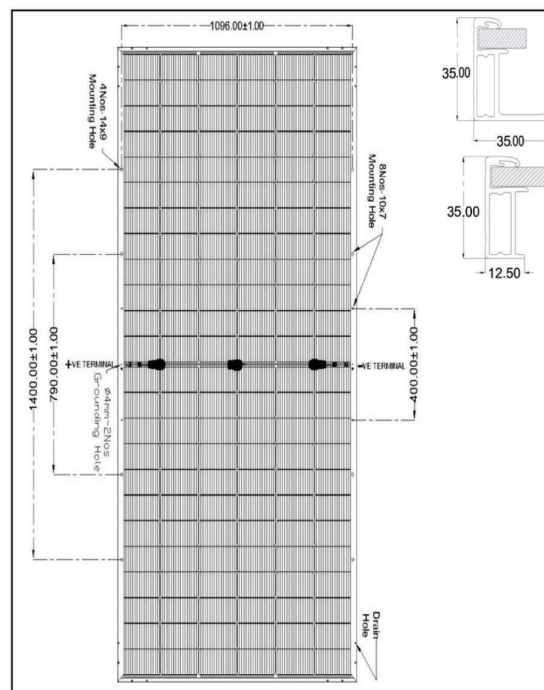 1096.00±1.00
4Nos-14x9
Mounting Hole
8Nos-10x7
Mounting Hole
35.00
35.00
35.00
12.50
1400.00±1.00
790.00±1.00
400.00±1.00
+VE TERMINAL
-VE TERMINAL
ø4mm-2Nos
Grounding Hole
Drain
Hole